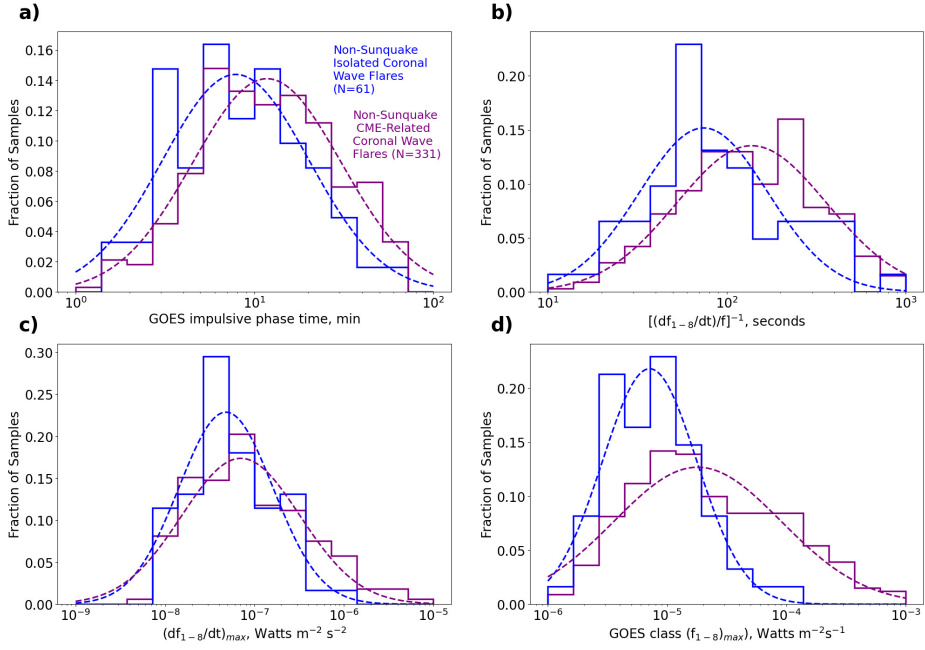 a)
0.16
0.14
0.12
0.10
0.08
0.06
0.04
0.02
0.00
Fraction of Samples
10⁰
10¹
10²
GOES impulsive phase time, min
Non-Sunquake
Isolated Coronal
Wave Flares
(N=61)
Non-Sunquake
CME-Related
Coronal Wave
Flares (N=331)
b)
0.20
0.15
0.10
0.05
0.00
Fraction of Samples
10¹
10²
10³
[(df₁₋₈/dt)/f]⁻¹, seconds
c)
0.30
0.25
0.20
0.15
0.10
0.05
0.00
Fraction of Samples
10⁻⁹
10⁻⁸
10⁻⁷
10⁻⁶
10⁻⁵
(df₁₋₈/dt)ₘₐₓ, Watts m⁻² s⁻²
d)
0.20
0.15
0.10
0.05
0.00
Fraction of Samples
10⁻⁶
10⁻⁵
10⁻⁴
10⁻³
GOES class (f₁₋₈)ₘₐₓ), Watts m⁻²s⁻¹